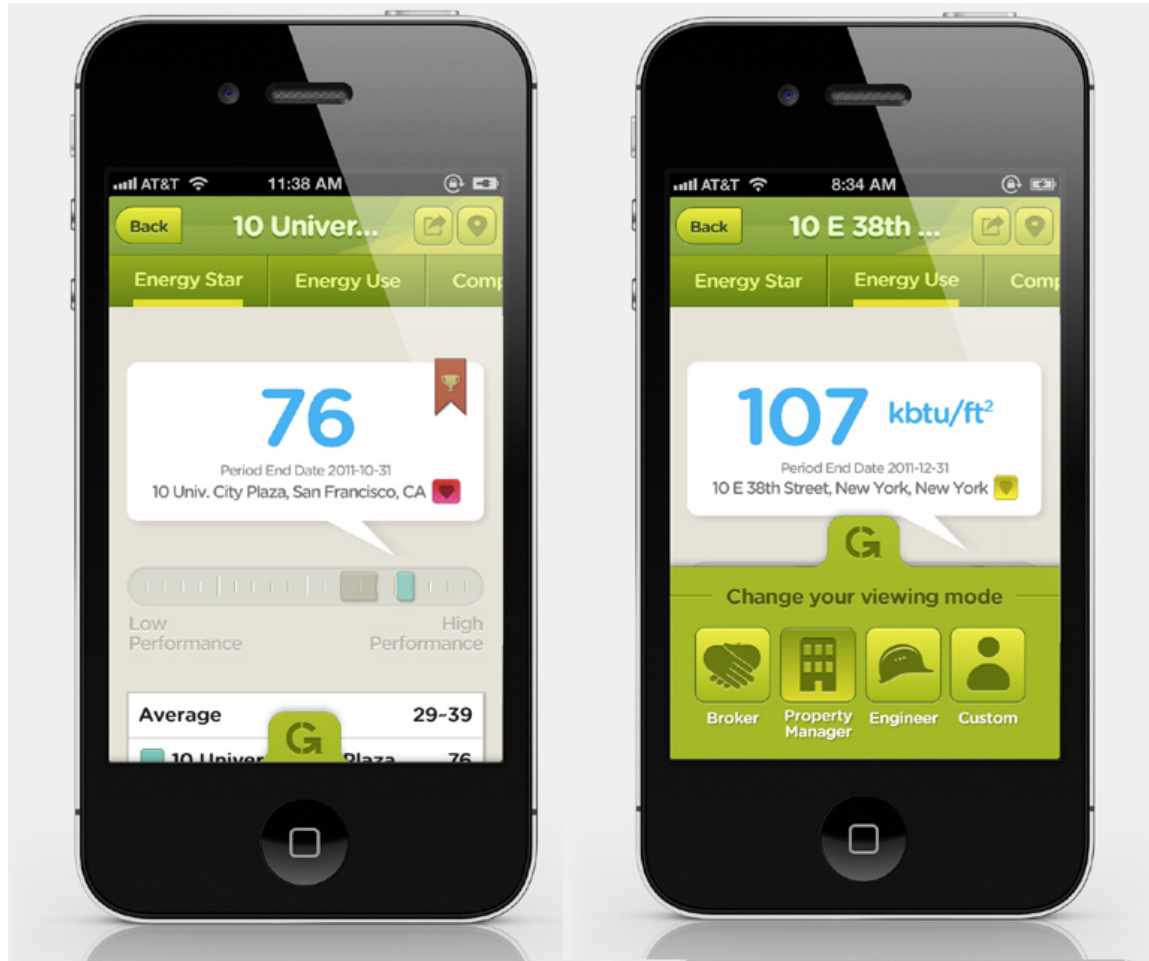 AT&T 11:38 AM
Back 10 Univer...
Energy Star Energy Use Comp
76
Period End Date 2011-10-31
10 Univ. City Plaza, San Francisco, CA
Low Performance
High Performance
Average 29~39
10 Univer Plaza 76
AT&T 8:34 AM
Back 10 E 38th ...
Energy Star Energy Use Comp
107 kbtu/ft²
Period End Date 2011-12-31
10 E 38th Street, New York, New York
G
Change your viewing mode
Broker
Property Manager
Engineer
Custom